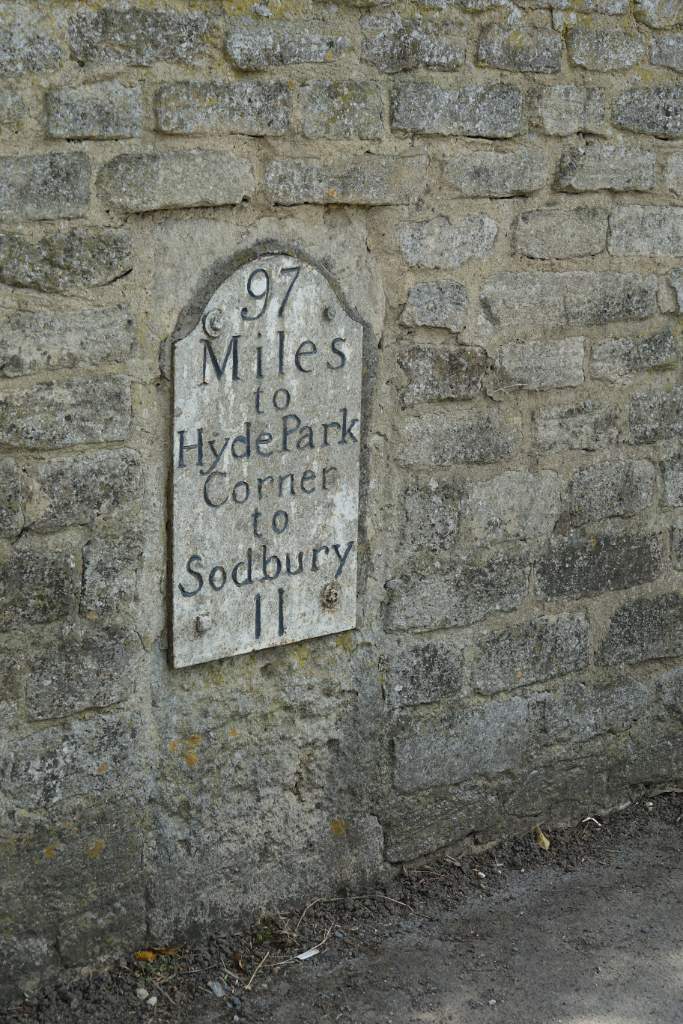 97
Miles
to
Hyde Park
Corner
to
Sodbury
11